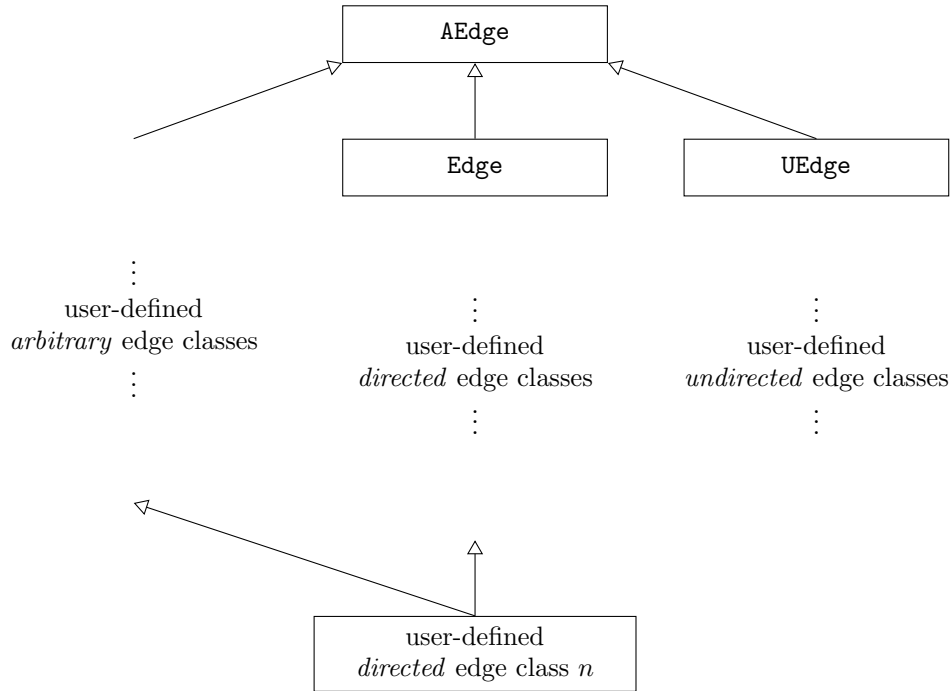 AEdge
Edge
UEdge
⋮
user-defined
arbitrary edge classes
⋮
⋮
user-defined
directed edge classes
⋮
⋮
user-defined
undirected edge classes
⋮
user-defined
directed edge class n